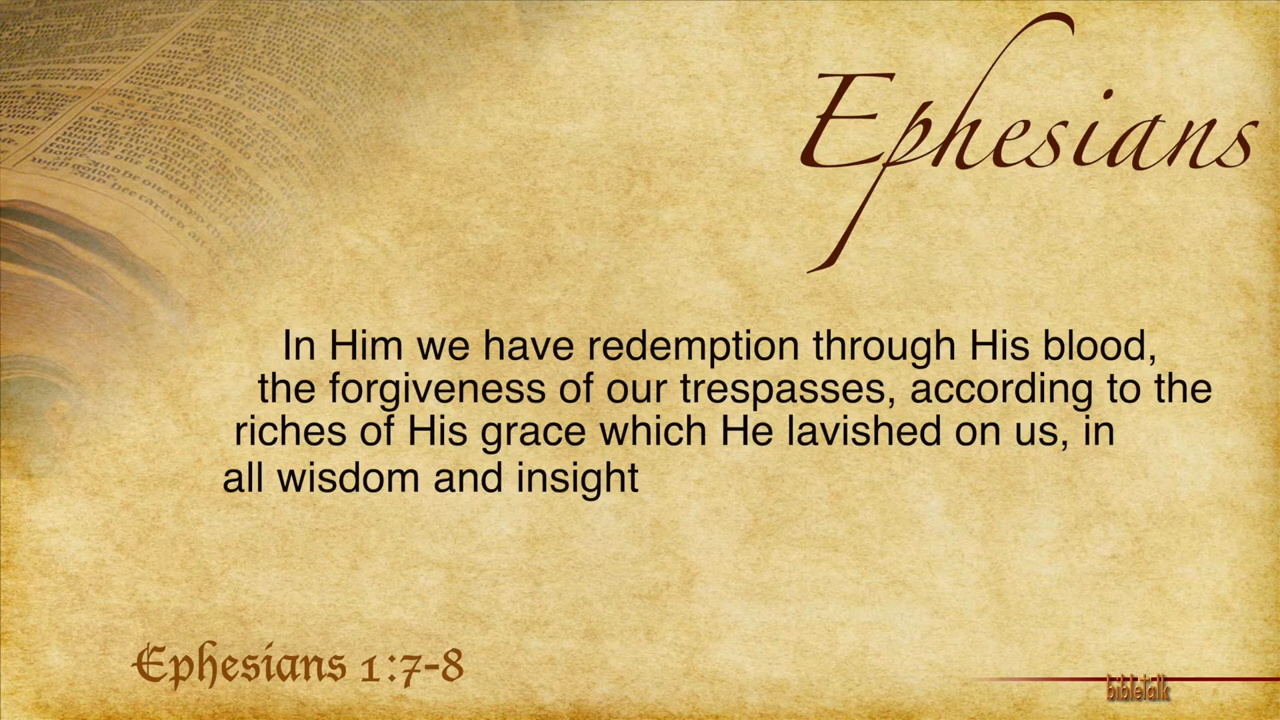 Ephesians
In Him we have redemption through His blood,
the forgiveness of our trespasses, according to the
riches of His grace which He lavished on us, in
all wisdom and insight
Ephesians 1:7-8
bibletalk